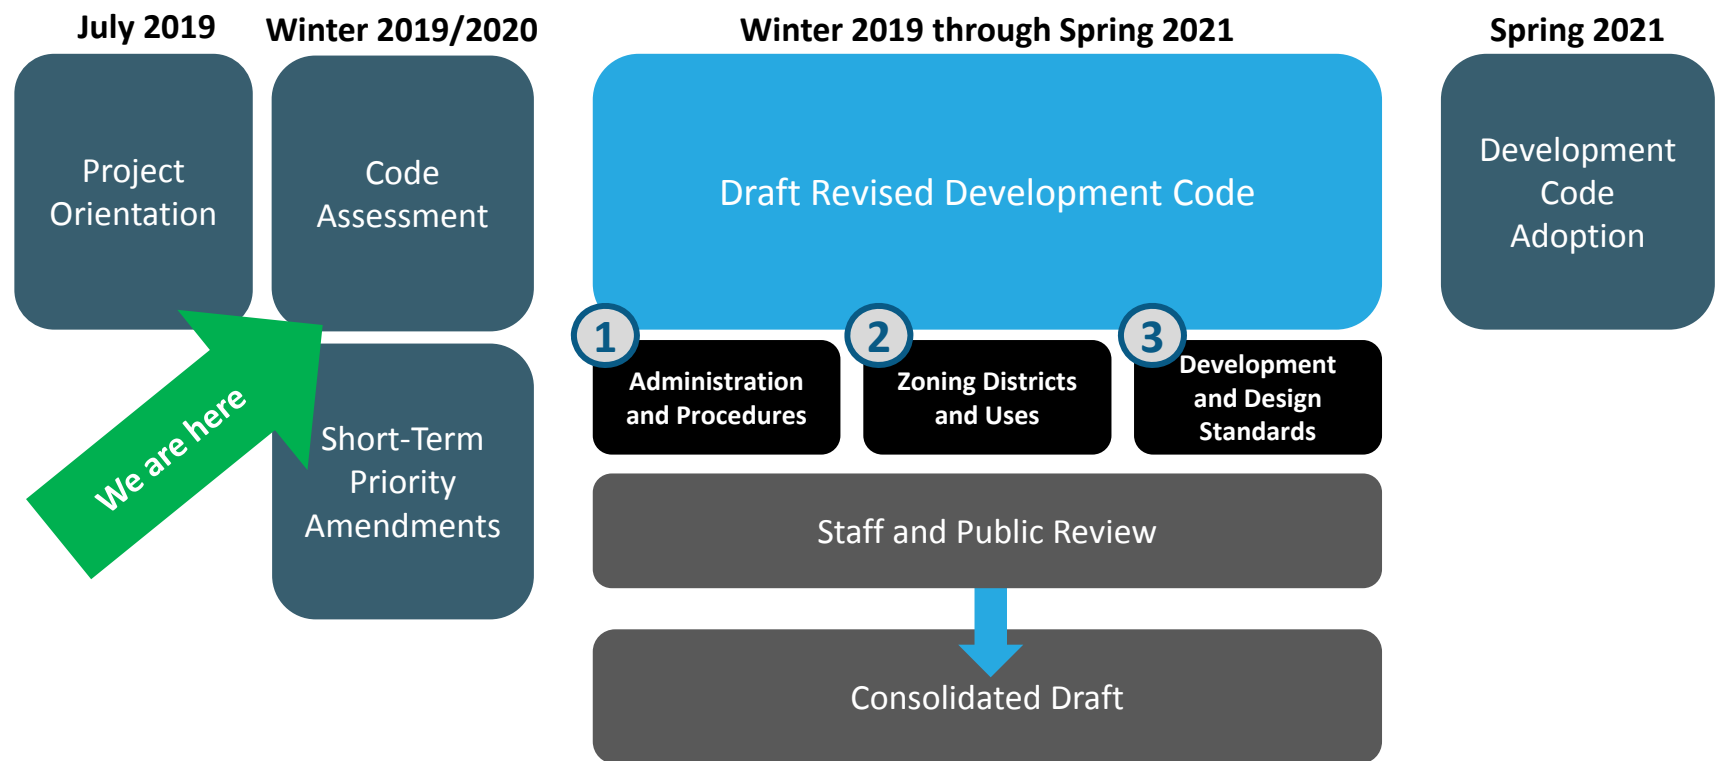 July 2019
Winter 2019/2020
Winter 2019 through Spring 2021
Spring 2021
Project
Orientation
Code
Assessment
Draft Revised Development Code
Development
Code
Adoption
We are here
Short-Term
Priority
Amendments
1
Administration
and Procedures
2
Zoning Districts
and Uses
3
Development
and Design
Standards
Staff and Public Review
Consolidated Draft